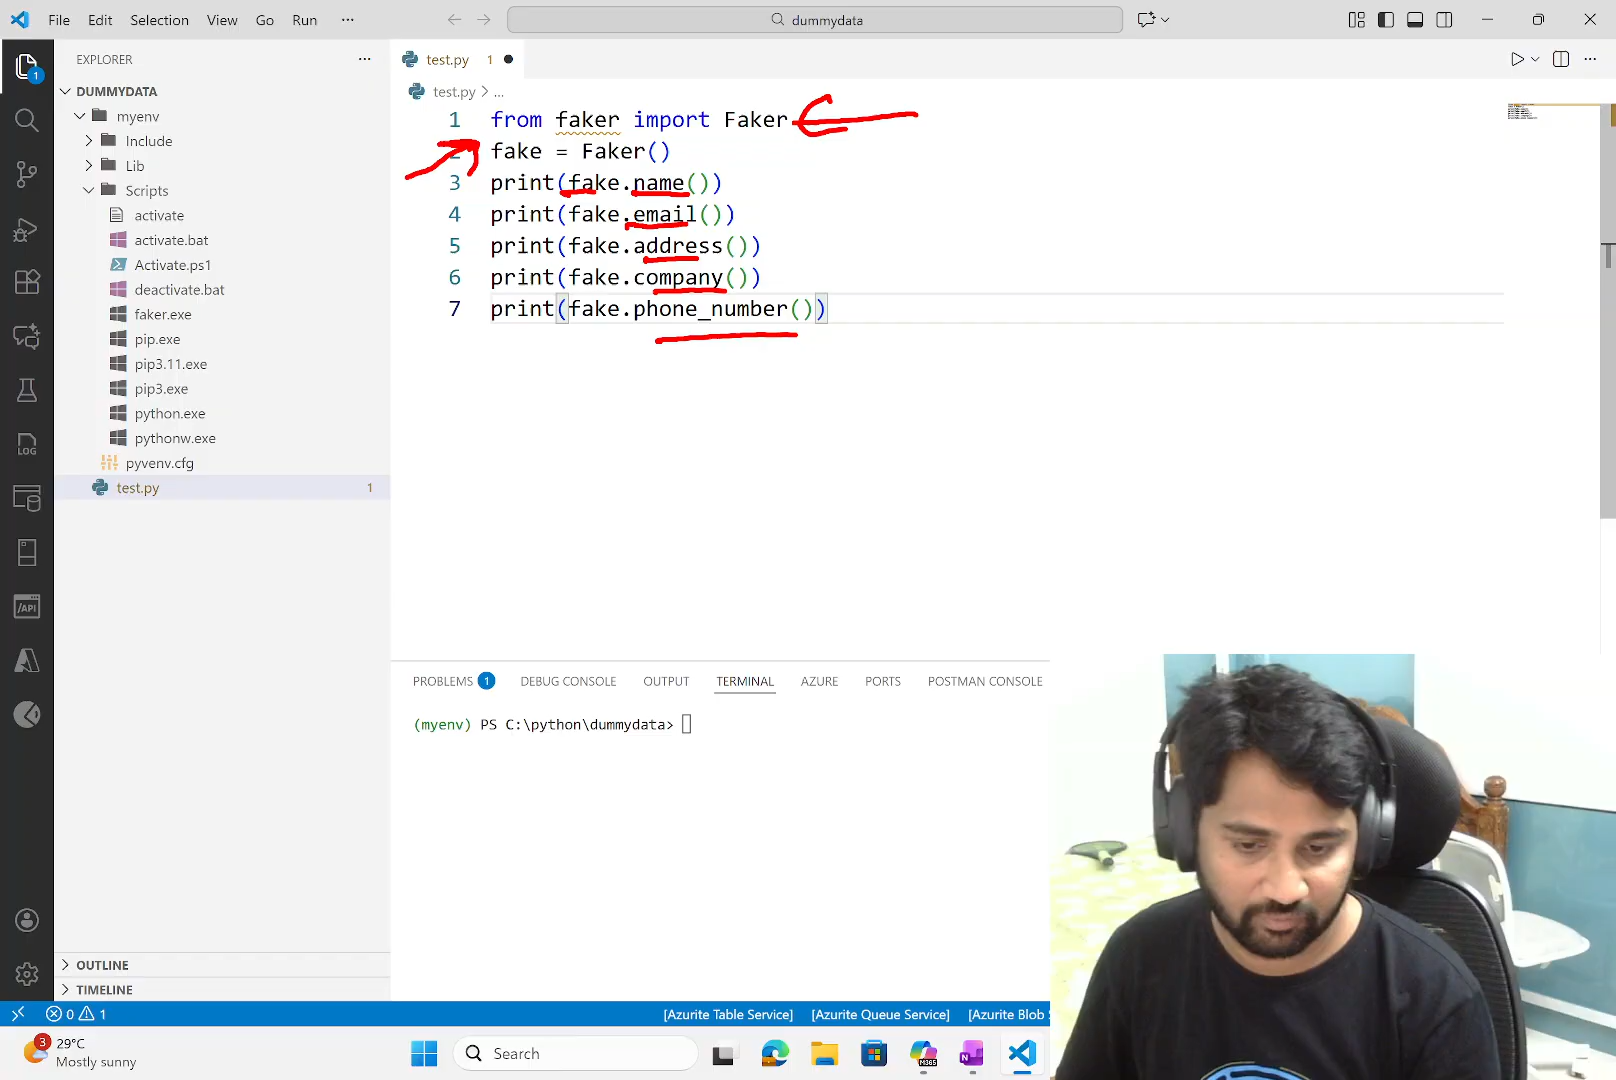 File Edit Selection View Go Run ···
dummydata
EXPLORER ···
DUMMYDATA
myenv
Include
Lib
Scripts
activate
activate.bat
Activate.ps1
deactivate.bat
faker.exe
pip.exe
pip3.11.exe
pip3.exe
python.exe
pythonw.exe
pyvenv.cfg
test.py 1
OUTLINE
TIMELINE
test.py 1
test.py > ...
1 from faker import Faker
2 fake = Faker()
3 print(fake.name())
4 print(fake.email())
5 print(fake.address())
6 print(fake.company())
7 print(fake.phone_number())
PROBLEMS 1 DEBUG CONSOLE OUTPUT TERMINAL AZURE PORTS POSTMAN CONSOLE
(myenv) PS C:\python\dummydata>
0 1 [Azurite Table Service] [Azurite Queue Service] [Azurite Blob
3 29°C
Mostly sunny
Search